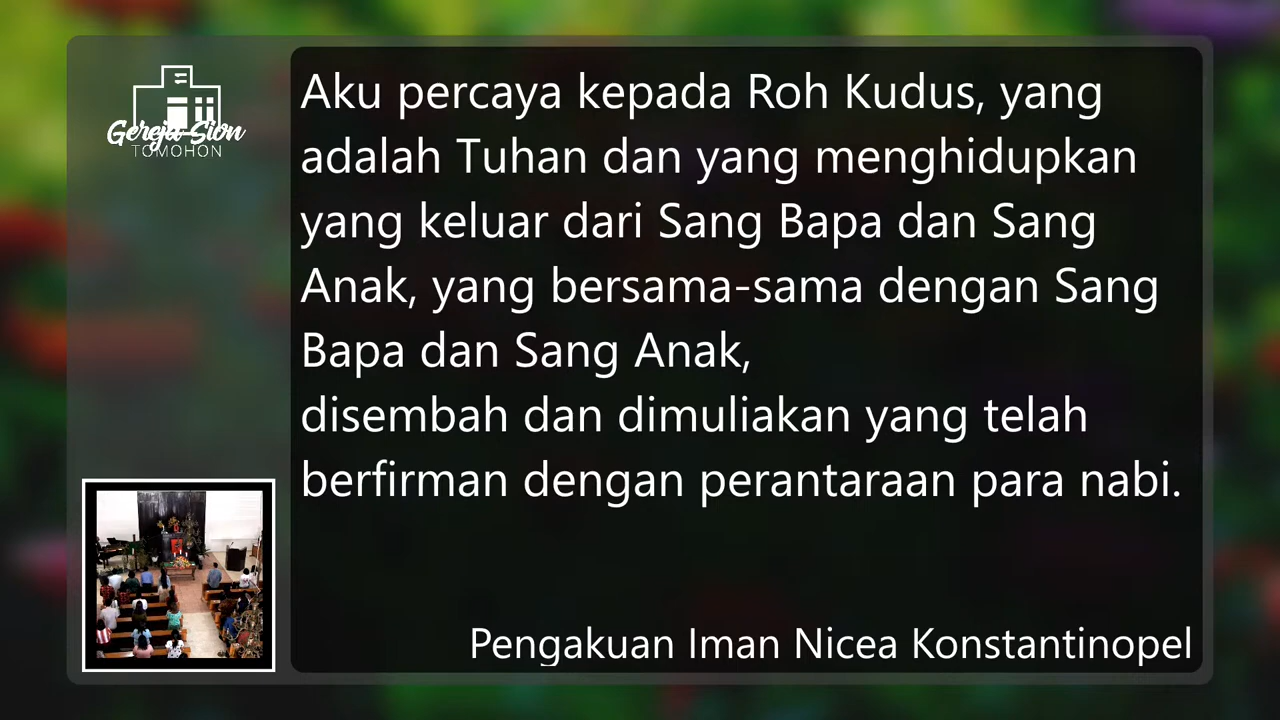 Gereja Sion
TOMOHON
Aku percaya kepada Roh Kudus, yang
adalah Tuhan dan yang menghidupkan
yang keluar dari Sang Bapa dan Sang
Anak, yang bersama-sama dengan Sang
Bapa dan Sang Anak,
disembah dan dimuliakan yang telah
berfirman dengan perantaraan para nabi.
Pengakuan Iman Nicea Konstantinopel